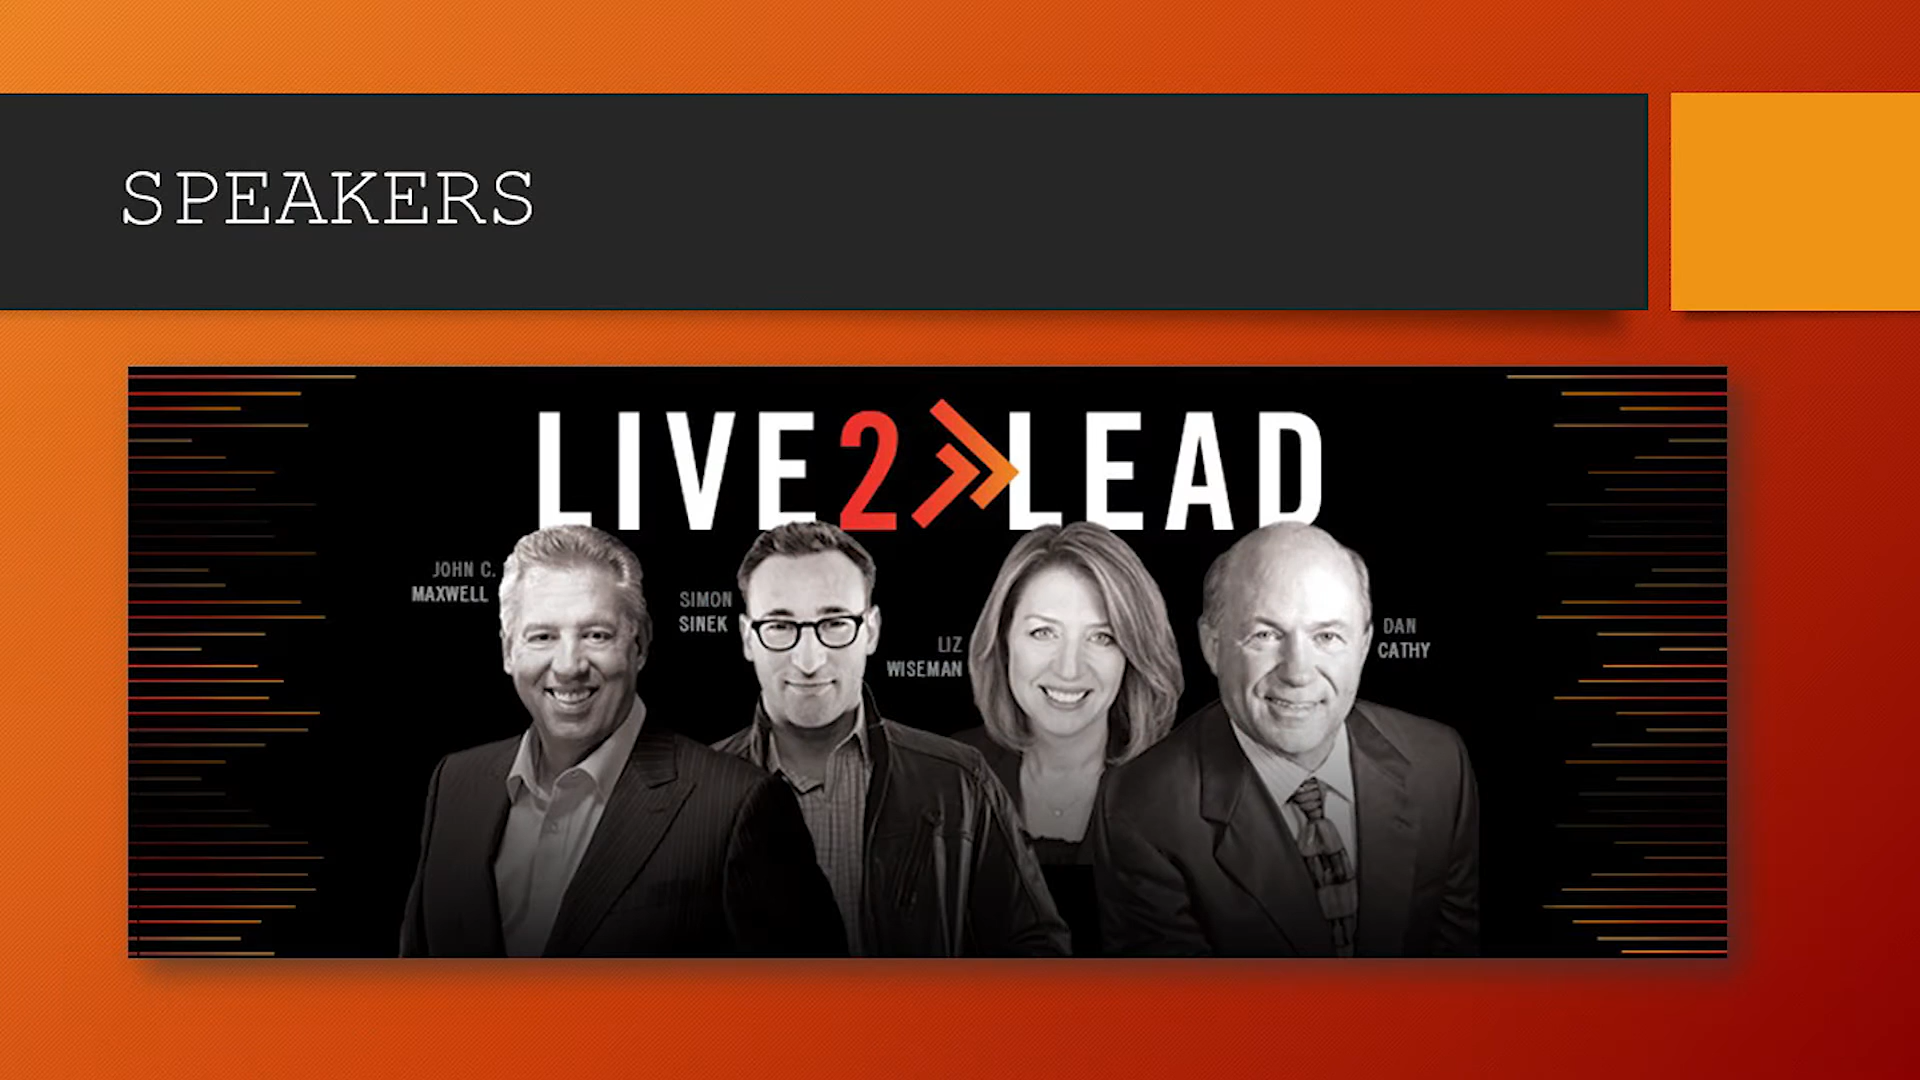 SPEAKERS
LIVE2LEAD
JOHN C.
MAXWELL
SIMON
SINEK
LIZ
WISEMAN
DAN
CATHY